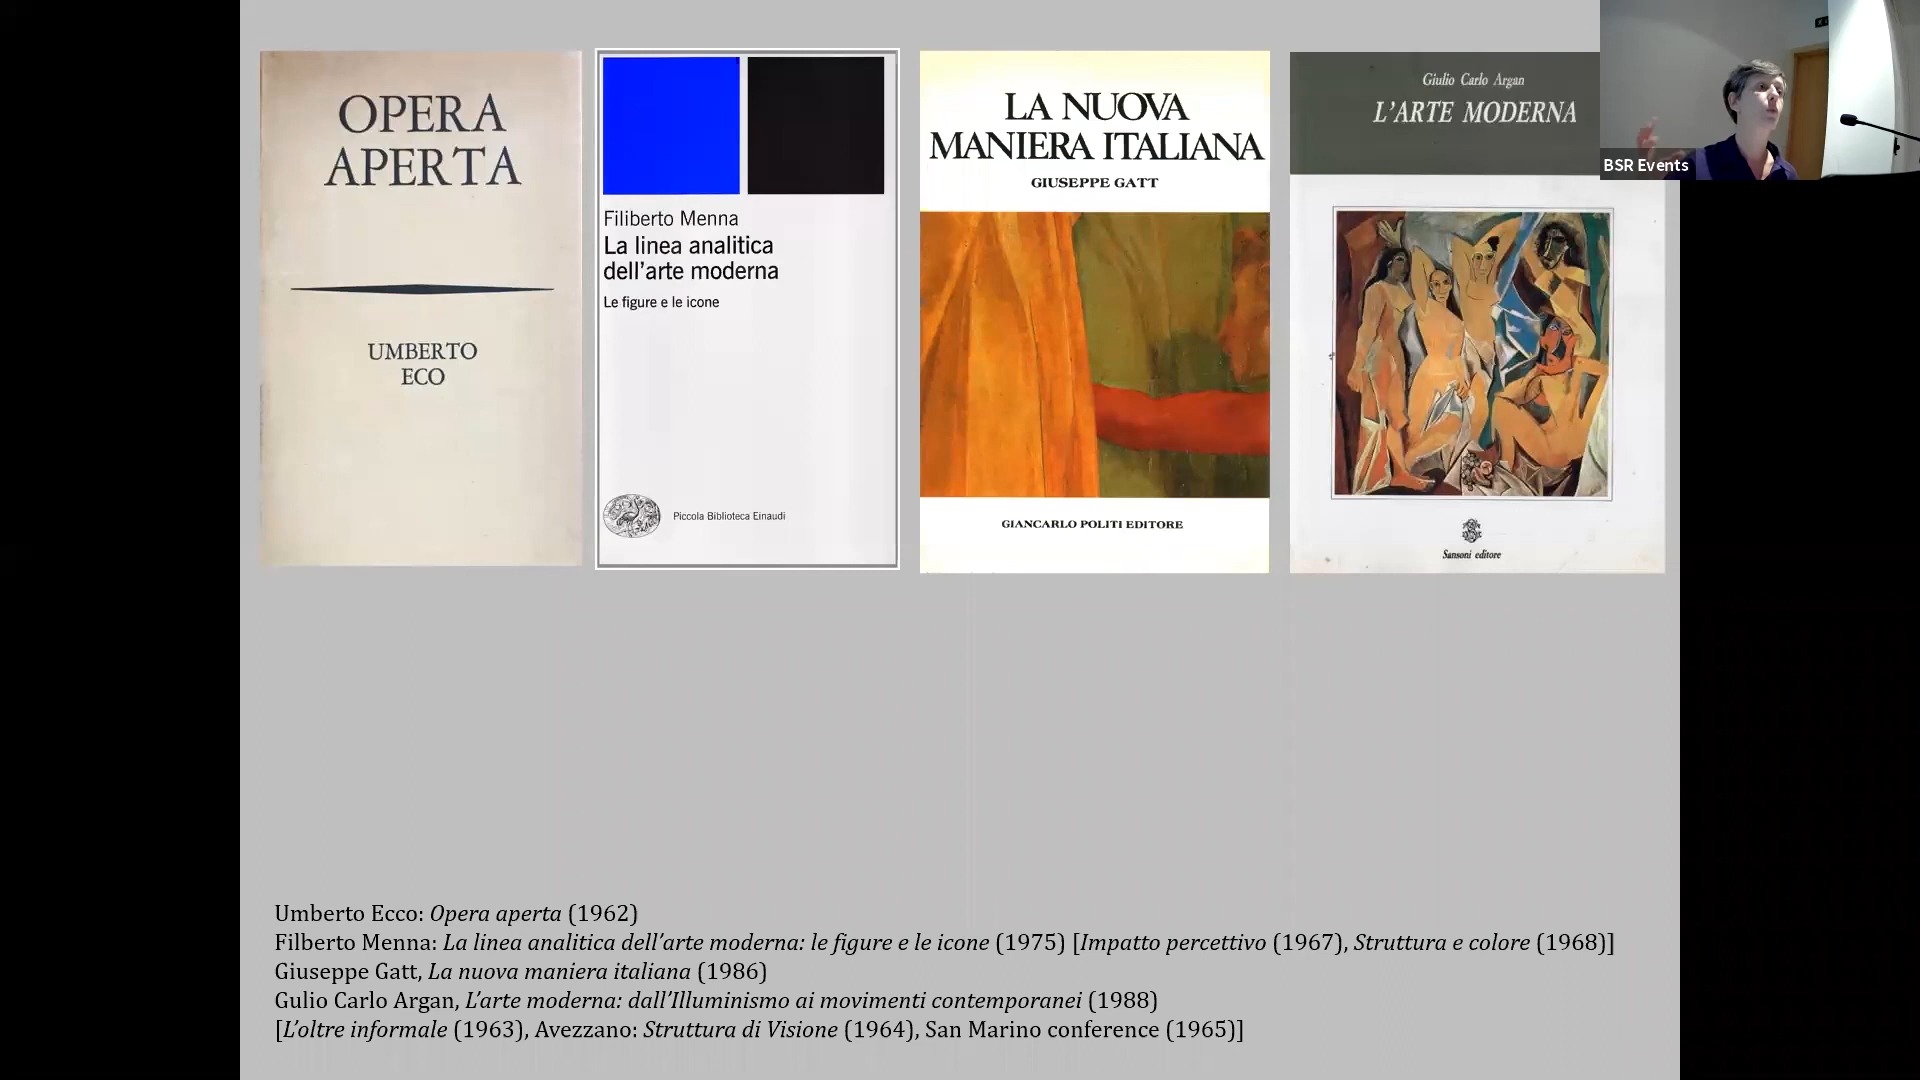 OPERA
APERTA
UMBERTO
ECO
Filiberto Menna
La linea analitica
dell'arte moderna
Le figure e le icone
Piccola Biblioteca Einaudi
LA NUOVA
MANIERA ITALIANA
GIUSEPPE GATT
GIANCARLO POLITI EDITORE
Giulio Carlo Argan
L'ARTE MODERNA
Sansoni editore
BSR Events
Umberto Ecco: Opera aperta (1962)
Filberto Menna: La linea analitica dell'arte moderna: le figure e le icone (1975) [Impatto percettivo (1967), Struttura e colore (1968)]
Giuseppe Gatt, La nuova maniera italiana (1986)
Gulio Carlo Argan, L'arte moderna: dall'Illuminismo ai movimenti contemporanei (1988)
[L'oltre informale (1963), Avezzano: Struttura di Visione (1964), San Marino conference (1965)]